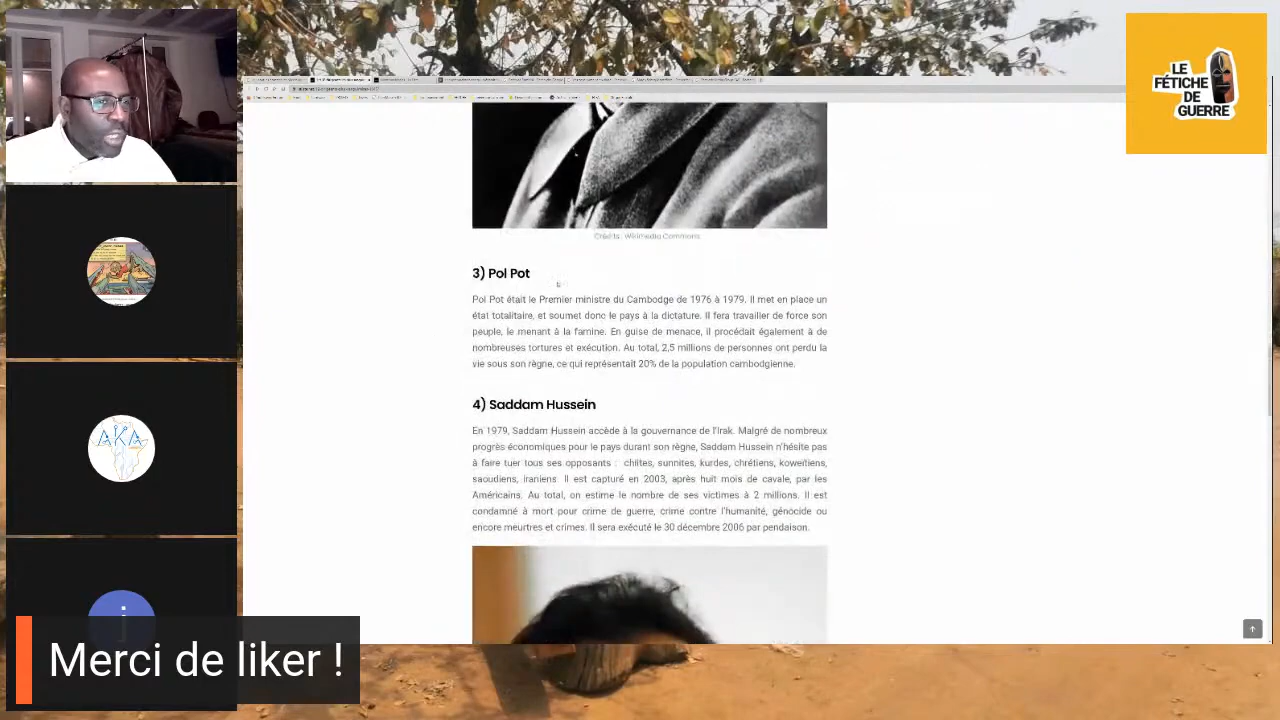 LE
FÉTICHE
DE
GUERRE
Crédits : Wikimedia Commons
3) Pol Pot
Pol Pot était le Premier ministre du Cambodge de 1976 à 1979. Il met en place un
état totalitaire, et soumet donc le pays à la dictature. Il fera travailler de force son
peuple, le menant à la famine. En guise de menace, il procédait également à de
nombreuses tortures et exécution. Au total, 2,5 millions de personnes ont perdu la
vie sous son règne, ce qui représentait 20% de la population cambodgienne.
4) Saddam Hussein
En 1979, Saddam Hussein accède à la gouvernance de l'Irak. Malgré de nombreux
progrès économiques pour le pays durant son règne, Saddam Hussein n'hésite pas
à faire tuer tous ses opposants : chiites, sunnites, kurdes, chrétiens, koweïtiens,
saoudiens, iraniens. Il est capturé en 2003, après huit mois de cavale, par les
Américains. Au total, on estime le nombre de ses victimes à 2 millions. Il est
condamné à mort pour crime de guerre, crime contre l'humanité, génocide ou
encore meurtres et crimes. Il sera exécuté le 30 décembre 2006 par pendaison.
AKA
j
Merci de liker !